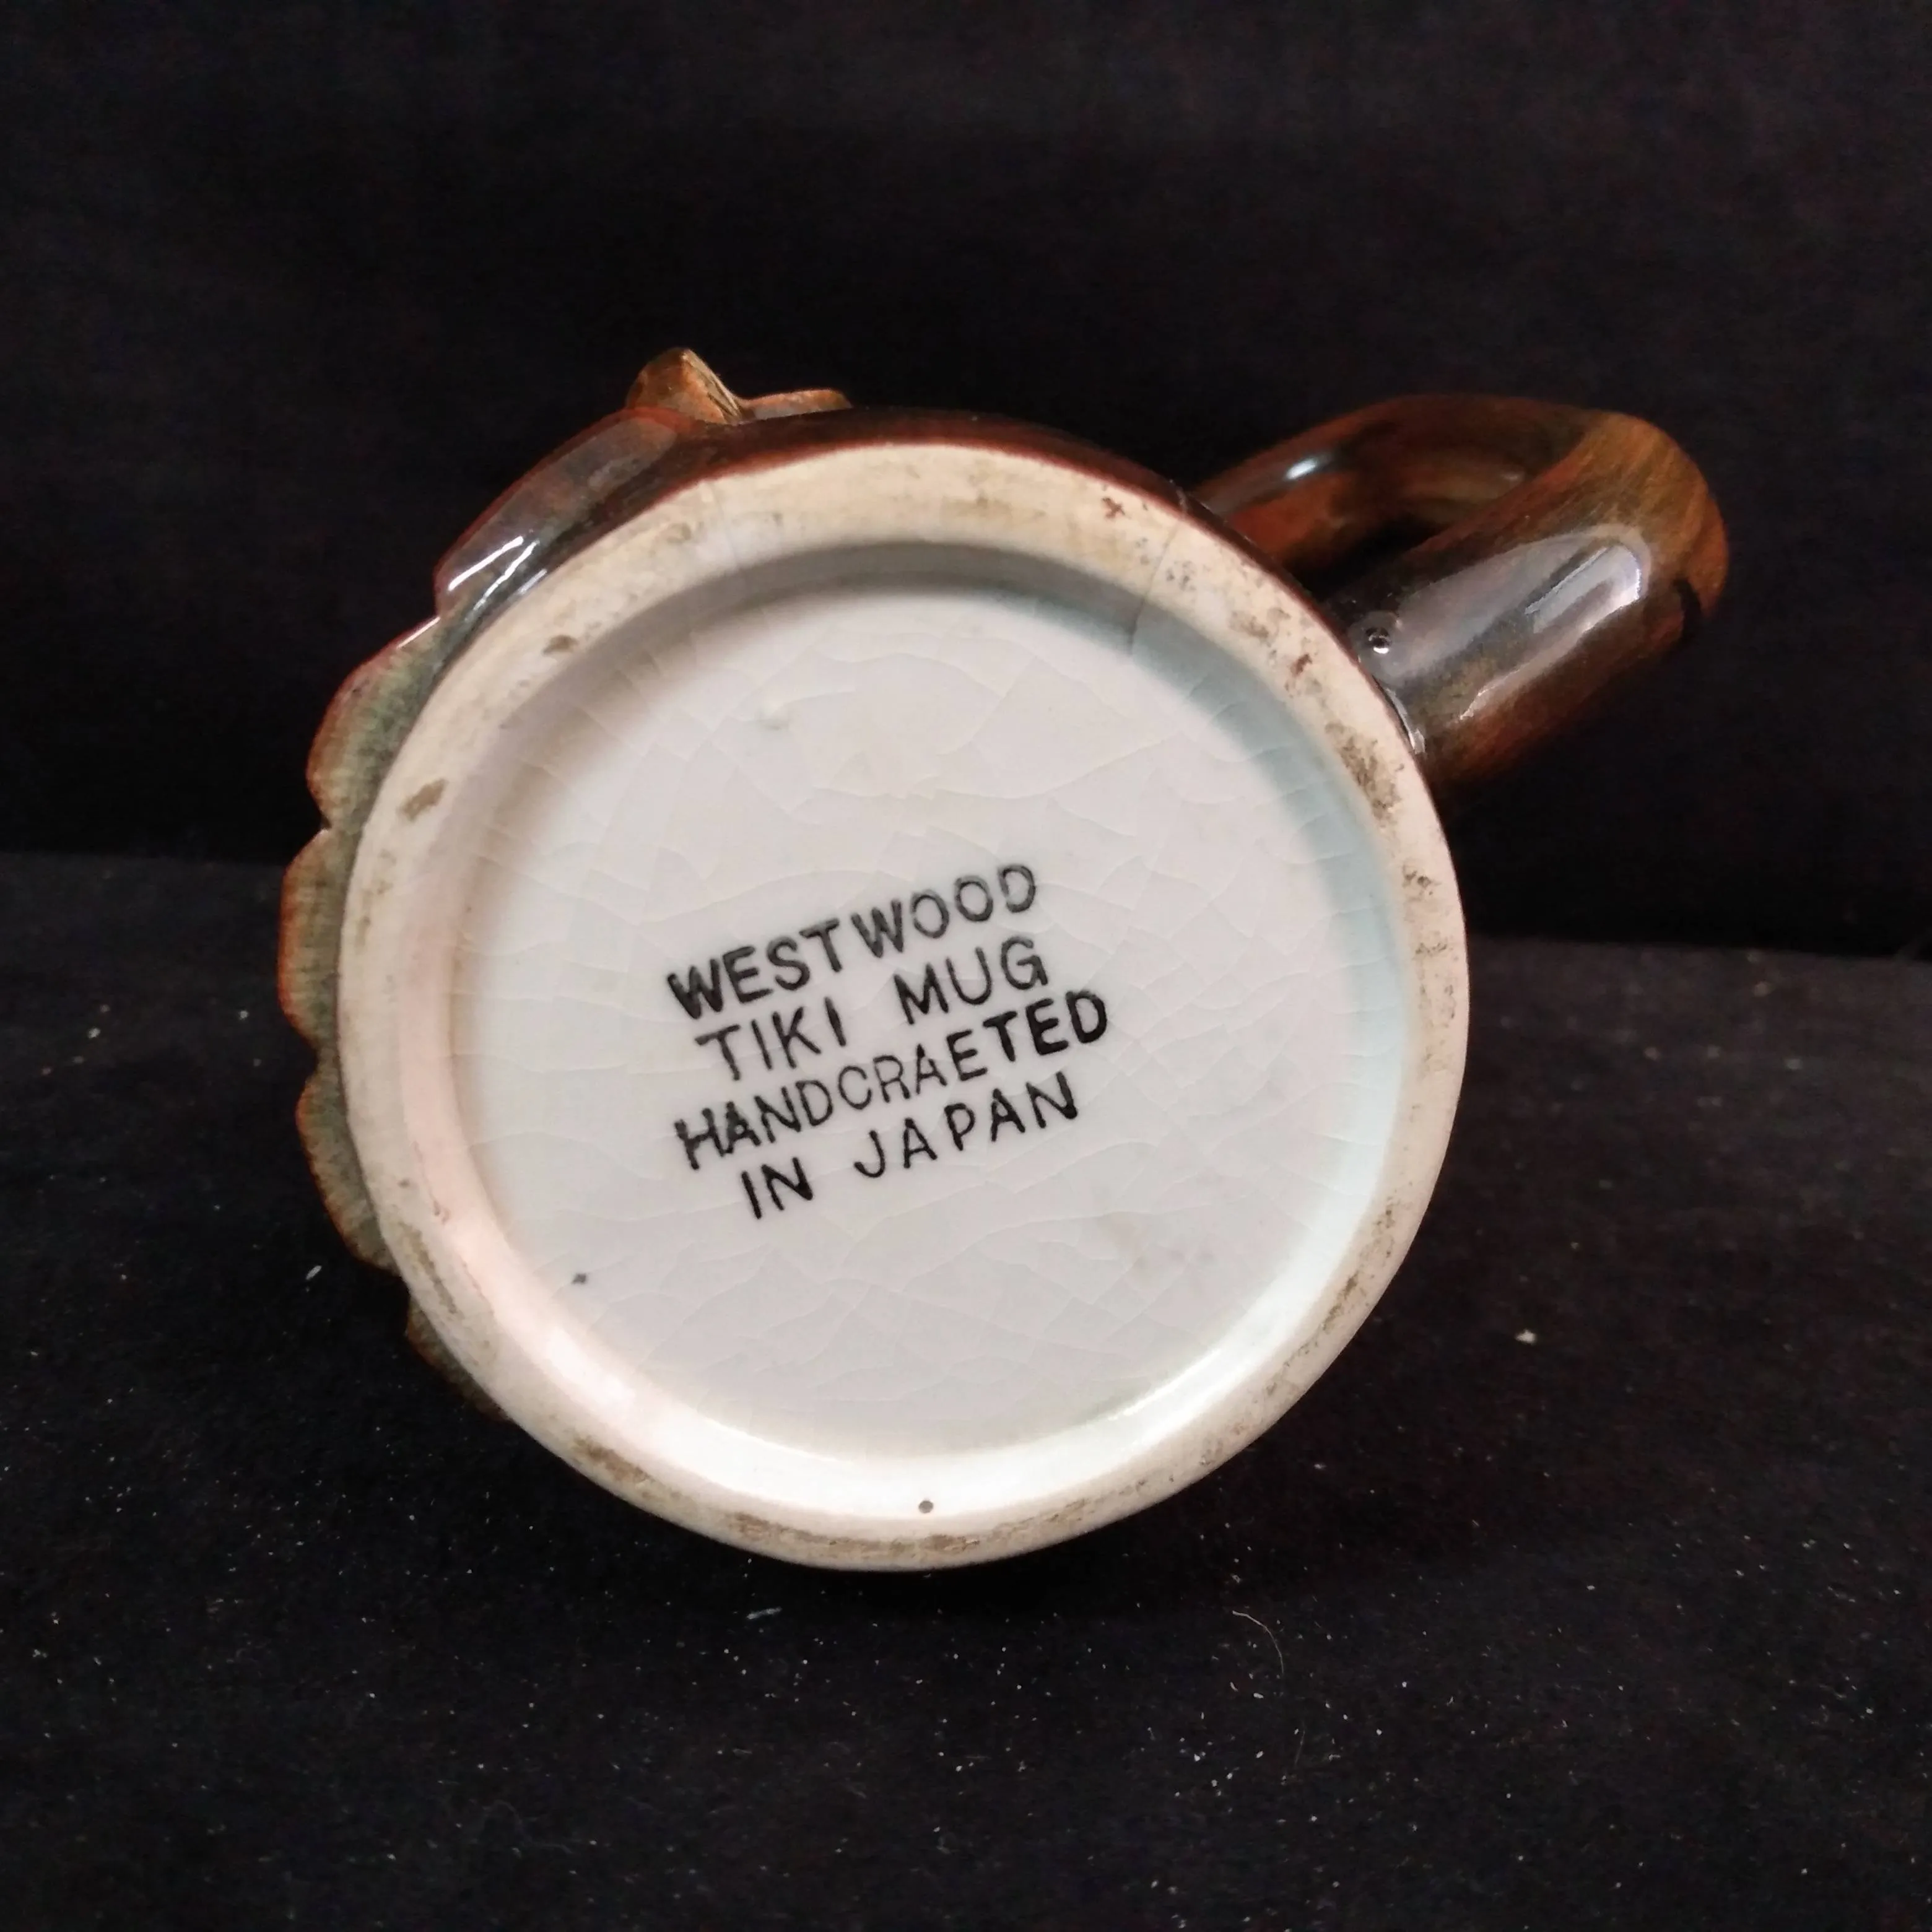 WESTWOOD
TIKI MUG
HANDCRAETED
IN JAPAN